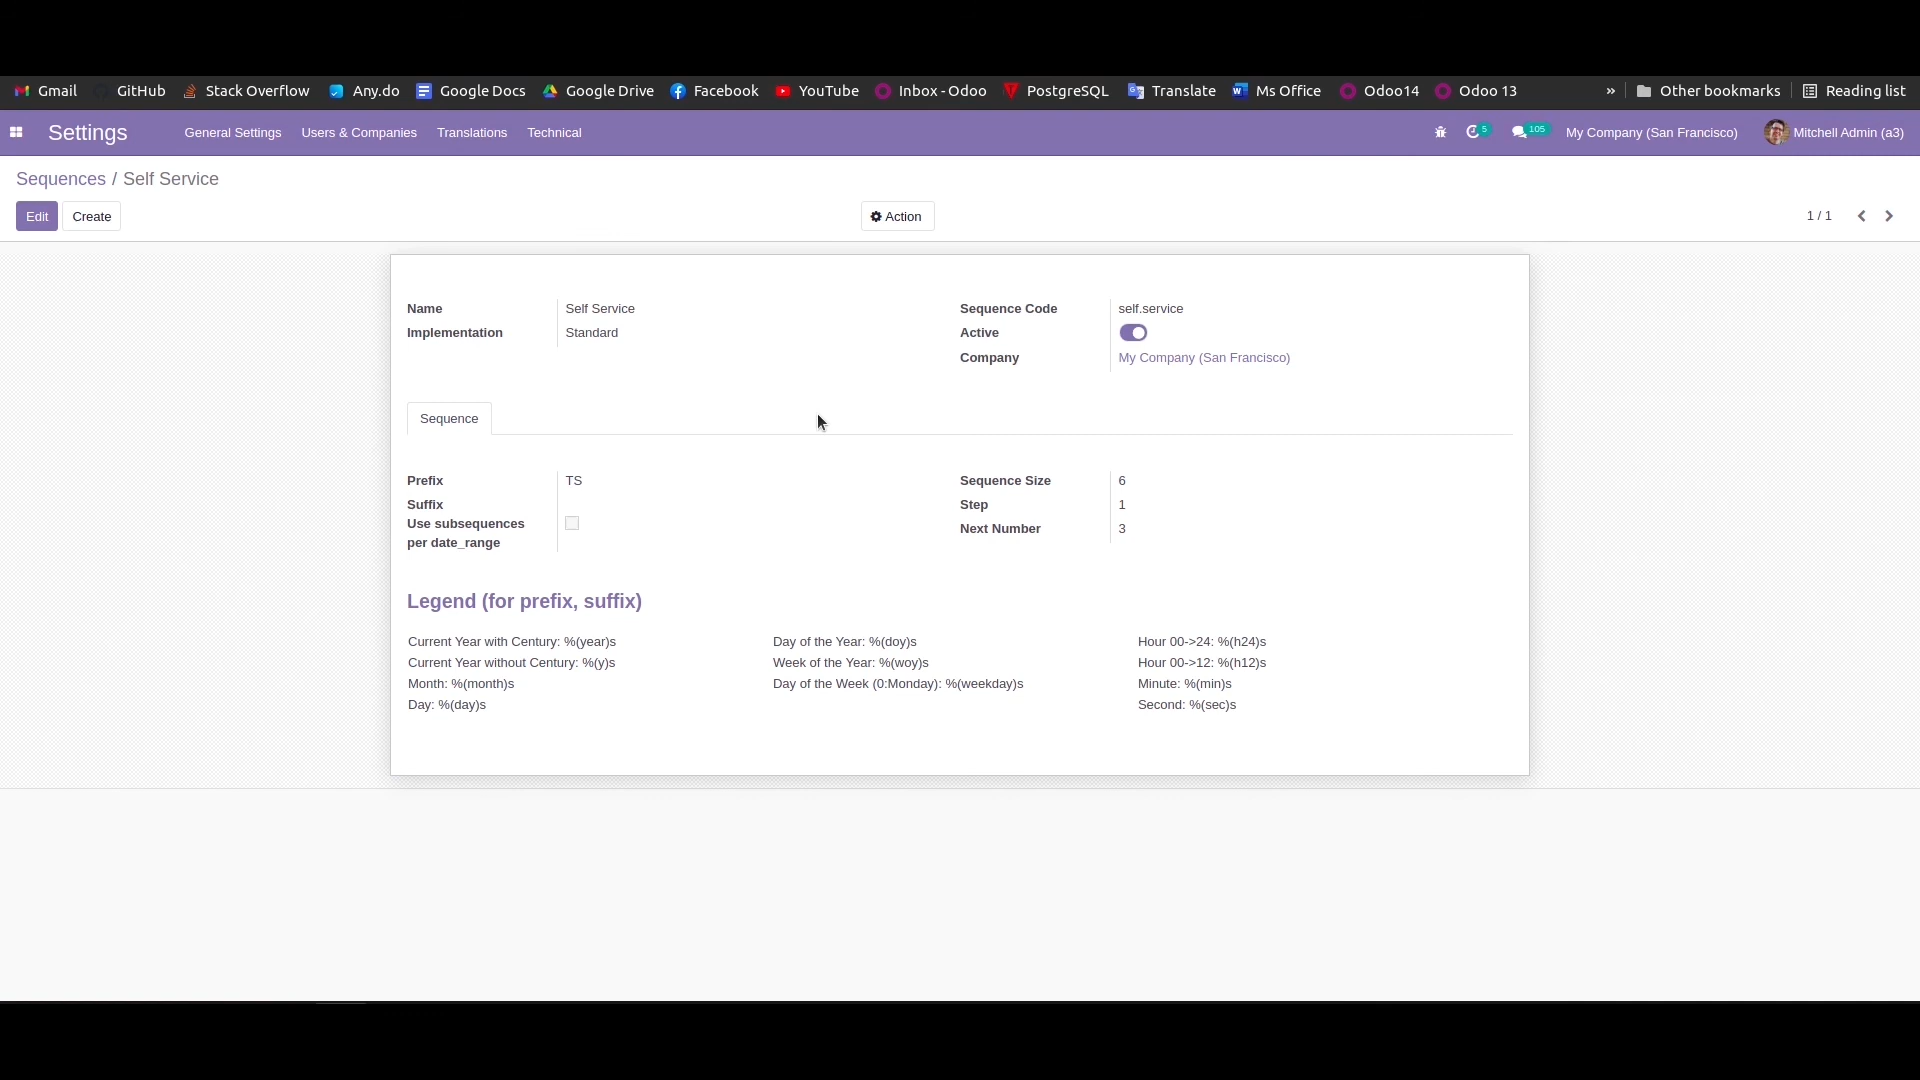 Gmail GitHub Stack Overflow Any.do Google Docs Google Drive Facebook YouTube Inbox - Odoo PostgreSQL Translate Ms Office Odoo14 Odoo 13 » Other bookmarks Reading list
Settings General Settings Users & Companies Translations Technical 5 105 My Company (San Francisco) Mitchell Admin (a3)
Sequences / Self Service
Edit Create Action 1 / 1
Name Self Service Sequence Code self.service
Implementation Standard Active
Company My Company (San Francisco)
Sequence
Prefix TS Sequence Size 6
Suffix Step 1
Use subsequences per date_range Next Number 3
Legend (for prefix, suffix)
Current Year with Century: %(year)s Day of the Year: %(doy)s Hour 00->24: %(h24)s
Current Year without Century: %(y)s Week of the Year: %(woy)s Hour 00->12: %(h12)s
Month: %(month)s Day of the Week (0:Monday): %(weekday)s Minute: %(min)s
Day: %(day)s Second: %(sec)s